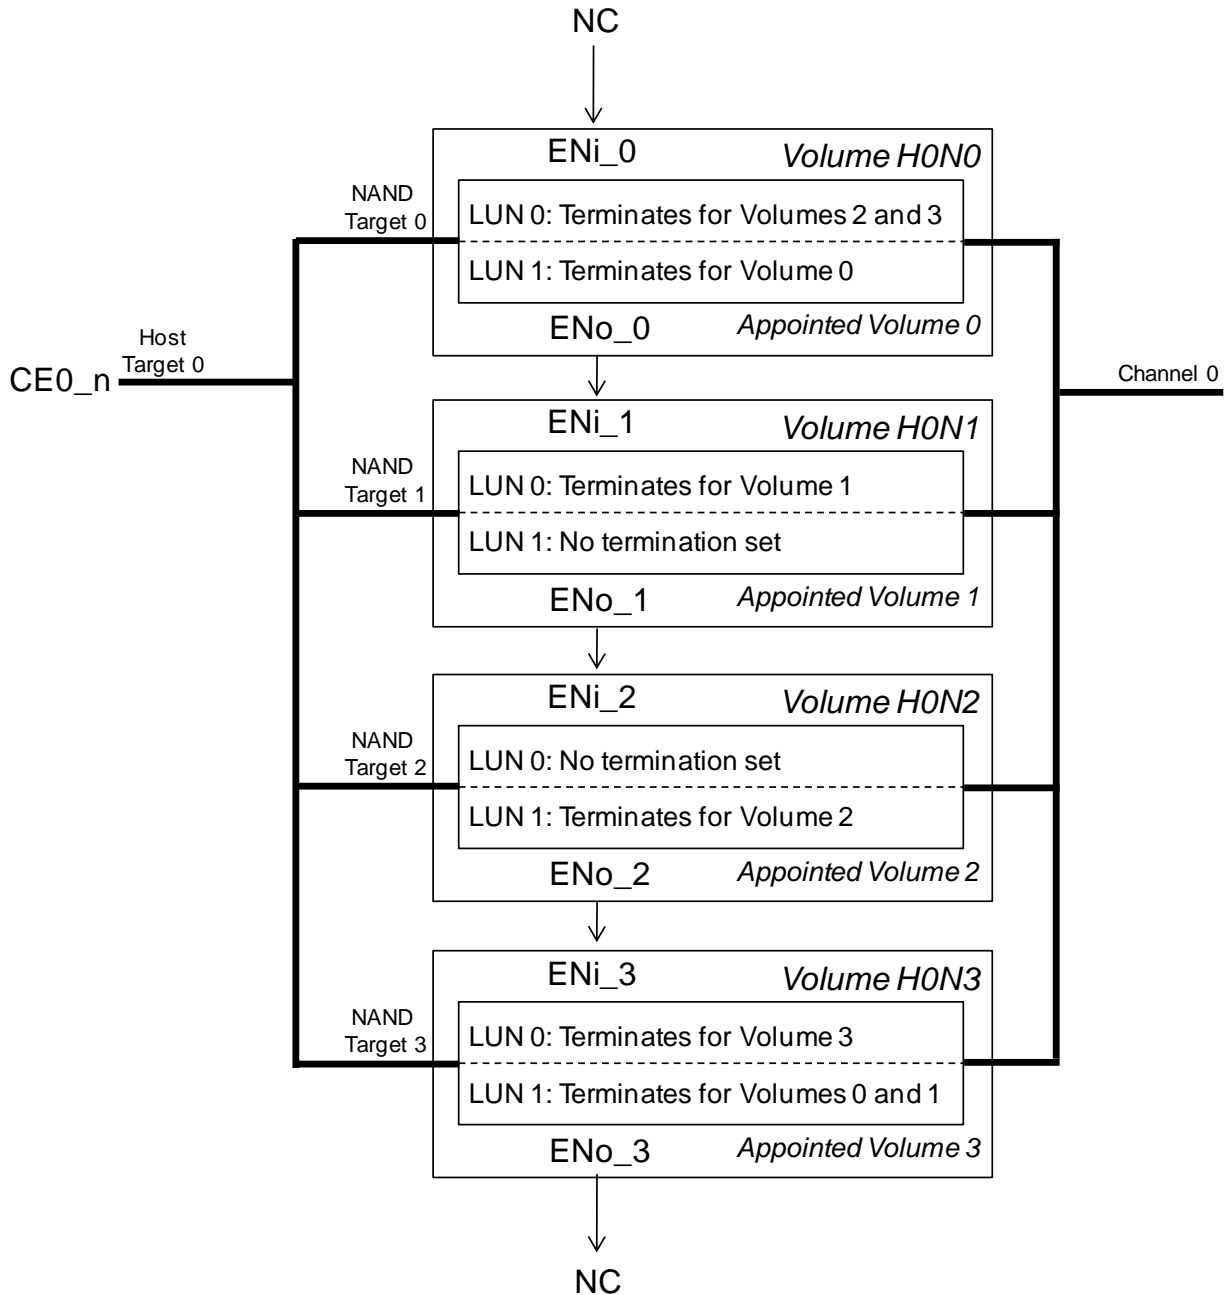 NC
ENi_0
Volume H0N0
NAND
Target 0
LUN 0: Terminates for Volumes 2 and 3
LUN 1: Terminates for Volume 0
ENo_0
Appointed Volume 0
Host
Target 0
CE0_n
Channel 0
ENi_1
Volume H0N1
NAND
Target 1
LUN 0: Terminates for Volume 1
LUN 1: No termination set
ENo_1
Appointed Volume 1
ENi_2
Volume H0N2
NAND
Target 2
LUN 0: No termination set
LUN 1: Terminates for Volume 2
ENo_2
Appointed Volume 2
ENi_3
Volume H0N3
NAND
Target 3
LUN 0: Terminates for Volume 3
LUN 1: Terminates for Volumes 0 and 1
ENo_3
Appointed Volume 3
NC